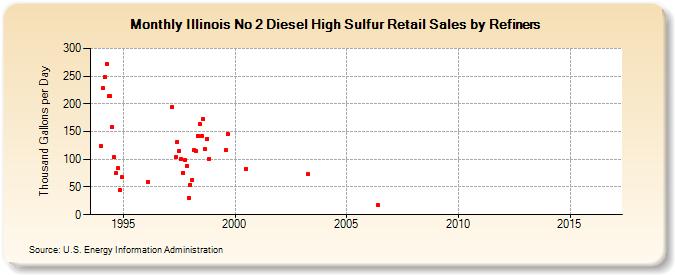 Monthly Illinois No 2 Diesel High Sulfur Retail Sales by Refiners
Thousand Gallons per Day
300
250
200
150
100
50
0
1995 2000 2005 2010 2015
Source: U.S. Energy Information Administration